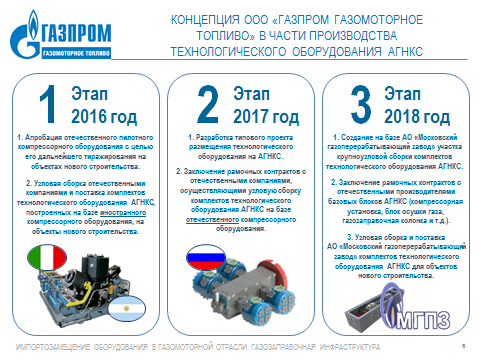 ГАЗПРОМ
ГАЗОМОТОРНОЕ ТОПЛИВО
КОНЦЕПЦИЯ ООО «ГАЗПРОМ ГАЗОМОТОРНОЕ
ТОПЛИВО» В ЧАСТИ ПРОИЗВОДСТВА
ТЕХНОЛОГИЧЕСКОГО ОБОРУДОВАНИЯ АГНКС
1 Этап
2016 год
1. Апробация отечественного пилотного
компрессорного оборудования с целью
его дальнейшего тиражирования на
объектах нового строительства.
2. Узловая сборка отечественными
компаниями и поставка комплектов
технологического оборудования АГНКС,
построенных на базе иностранного
компрессорного оборудования, на
объекты нового строительства.
2 Этап
2017 год
1. Разработка типового проекта
размещения технологического
оборудования на АГНКС.
2. Заключение рамочных контрактов с
отечественными компаниями,
осуществляющими узловую сборку
комплектов технологического
оборудования АГНКС на базе
отечественного компрессорного
оборудования.
3 Этап
2018 год
1. Создание на базе АО «Московский
газоперерабатывающий завод» участка
крупноузловой сборки комплектов
технологического оборудования АГНКС.
2. Заключение рамочных контрактов с
отечественными производителями
базовых блоков АГНКС (компрессорная
установка, блок осушки газа,
газозаправочная колонка и т.д.).
3. Узловая сборка и поставка
АО «Московский газоперерабатывающий
завод» комплектов технологического
оборудования АГНКС для объектов
нового строительства.
МГПЗ
ИМПОРТОЗАМЕЩЕНИЕ ОБОРУДОВАНИЯ В ГАЗОМОТОРНОЙ ОТРАСЛИ. ГАЗОЗАПРАВОЧНАЯ ИНФРАСТРУКТУРА